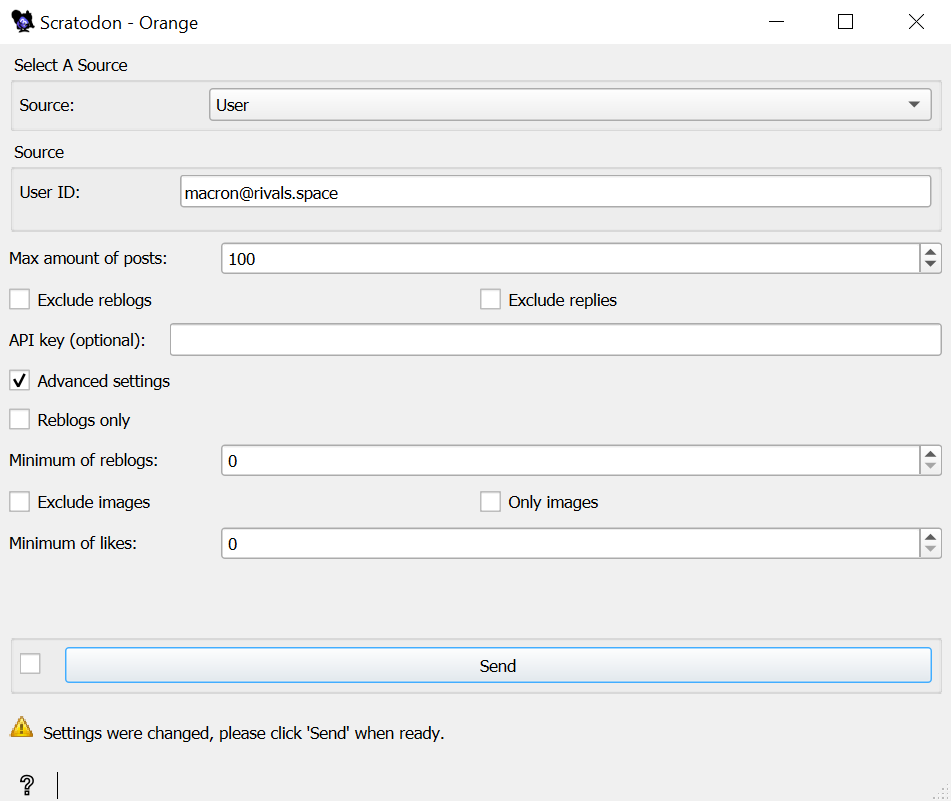 Scratodon - Orange
Select A Source
Source: User
Source
User ID: macron@rivals.space
Max amount of posts: 100
Exclude reblogs Exclude replies
API key (optional):
Advanced settings
Reblogs only
Minimum of reblogs: 0
Exclude images Only images
Minimum of likes: 0
Send
Settings were changed, please click 'Send' when ready.
?